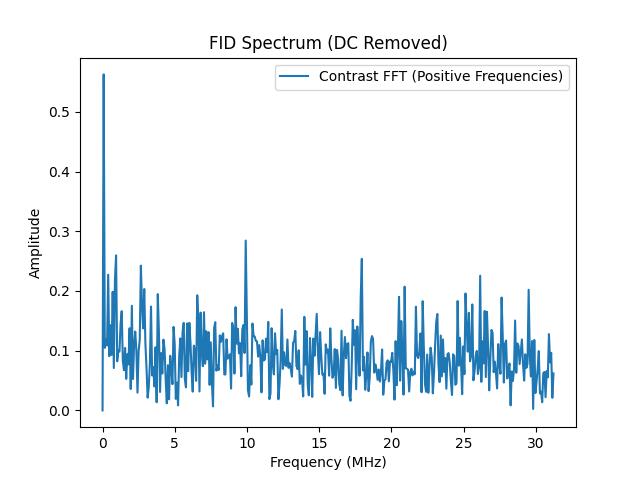 FID Spectrum (DC Removed)
Contrast FFT (Positive Frequencies)
Amplitude
0.5
0.4
0.3
0.2
0.1
0.0
0 5 10 15 20 25 30
Frequency (MHz)